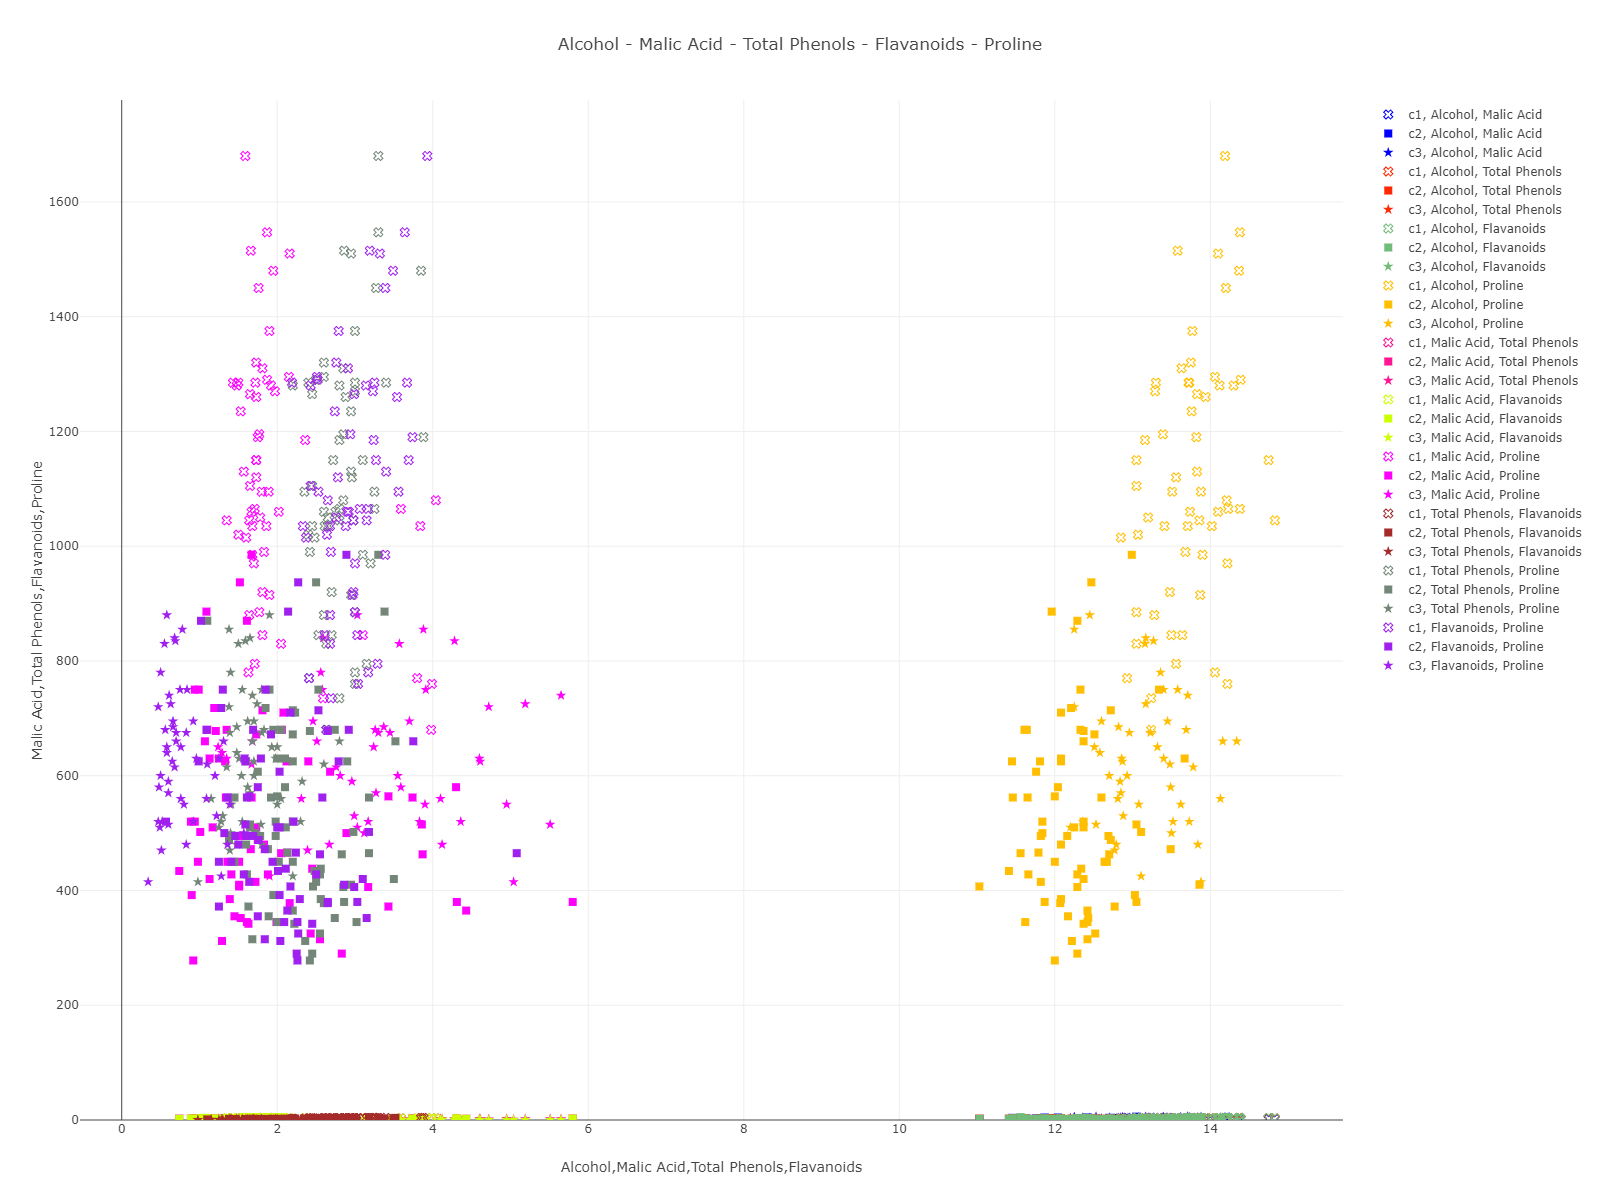 Alcohol - Malic Acid - Total Phenols - Flavanoids - Proline
c1, Alcohol, Malic Acid
c2, Alcohol, Malic Acid
c3, Alcohol, Malic Acid
c1, Alcohol, Total Phenols
c2, Alcohol, Total Phenols
c3, Alcohol, Total Phenols
c1, Alcohol, Flavanoids
c2, Alcohol, Flavanoids
c3, Alcohol, Flavanoids
c1, Alcohol, Proline
c2, Alcohol, Proline
c3, Alcohol, Proline
c1, Malic Acid, Total Phenols
c2, Malic Acid, Total Phenols
c3, Malic Acid, Total Phenols
c1, Malic Acid, Flavanoids
c2, Malic Acid, Flavanoids
c3, Malic Acid, Flavanoids
c1, Malic Acid, Proline
c2, Malic Acid, Proline
c3, Malic Acid, Proline
c1, Total Phenols, Flavanoids
c2, Total Phenols, Flavanoids
c3, Total Phenols, Flavanoids
c1, Total Phenols, Proline
c2, Total Phenols, Proline
c3, Total Phenols, Proline
c1, Flavanoids, Proline
c2, Flavanoids, Proline
c3, Flavanoids, Proline
Malic Acid,Total Phenols,Flavanoids,Proline
1600
1400
1200
1000
800
600
400
200
0
0 2 4 6 8 10 12 14
Alcohol,Malic Acid,Total Phenols,Flavanoids